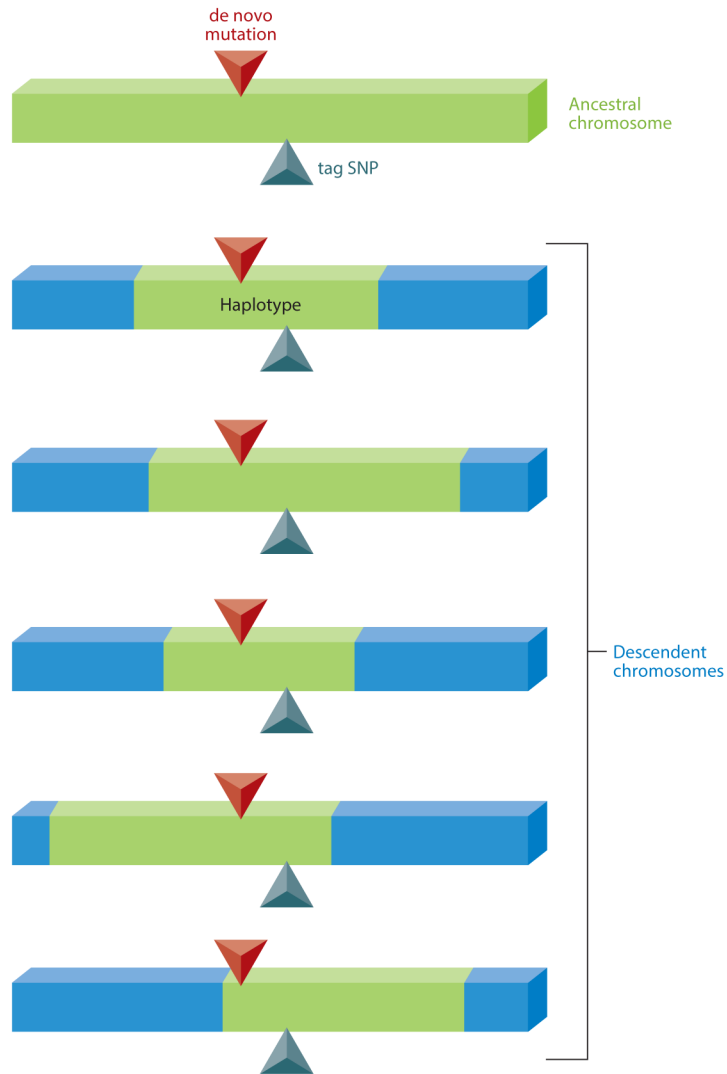 de novo
mutation
Ancestral
chromosome
tag SNP
Haplotype
Descendent
chromosomes